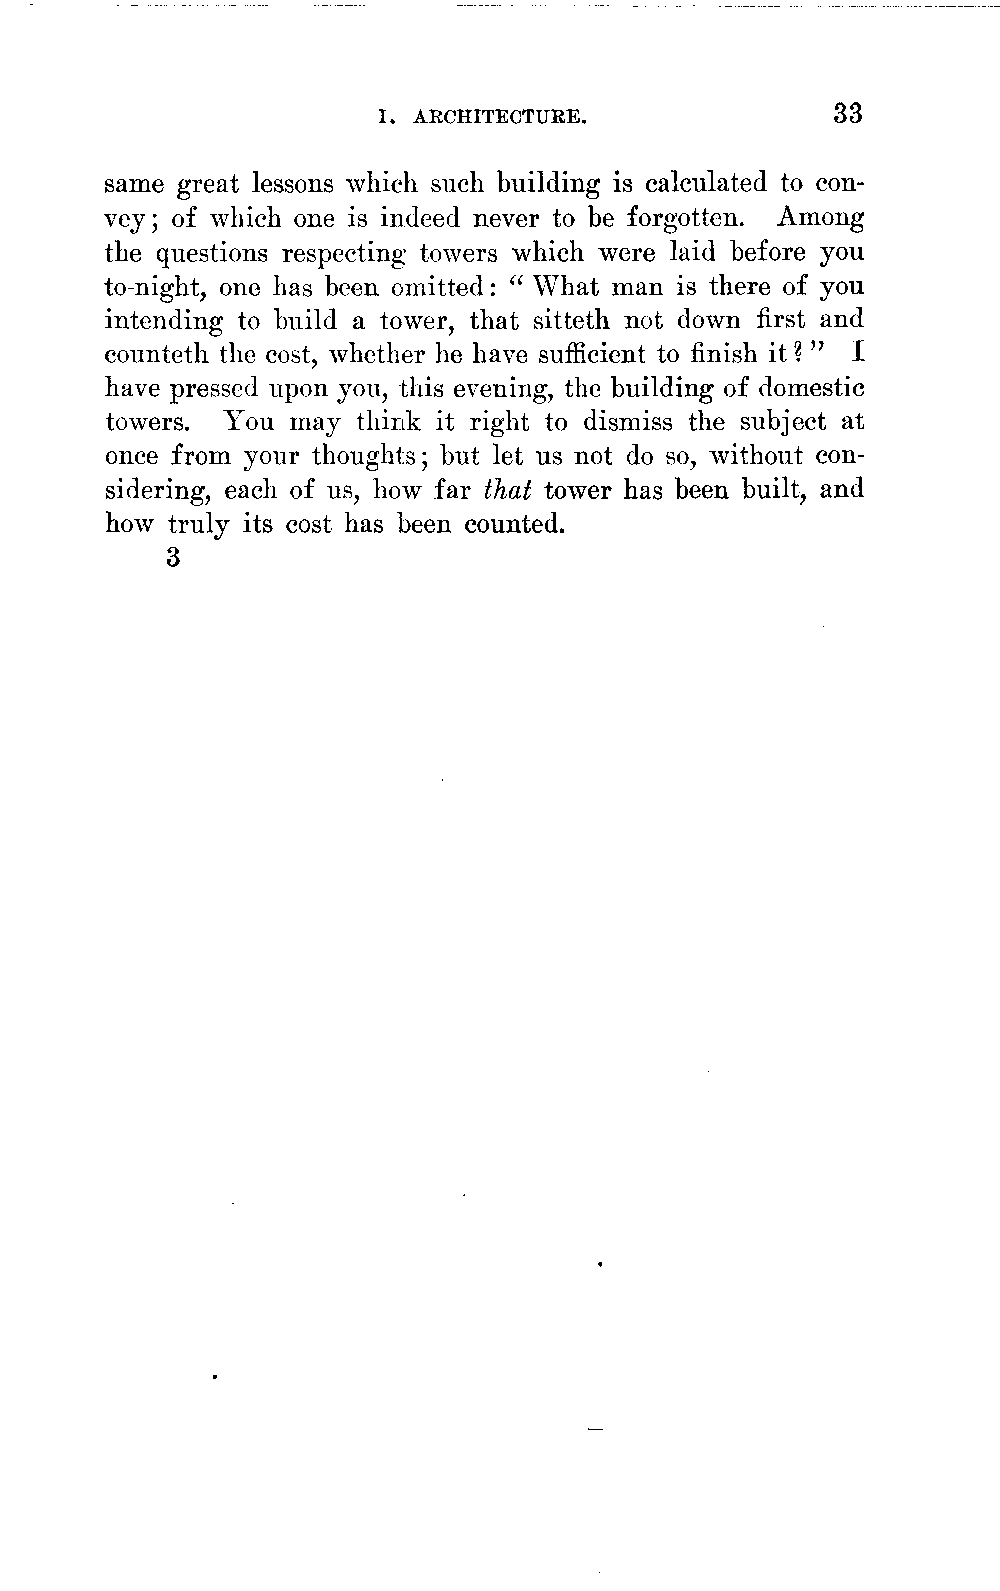 I. ARCHITECTURE. 33
same great lessons which such building is calculated to con-
vey; of which one is indeed never to be forgotten. Among
the questions respecting towers which were laid before you
to-night, one has been omitted: “What man is there of you
intending to build a tower, that sitteth not down first and
counteth the cost, whether he have sufficient to finish it?” I
have pressed upon you, this evening, the building of domestic
towers. You may think it right to dismiss the subject at
once from your thoughts; but let us not do so, without con-
sidering, each of us, how far that tower has been built, and
how truly its cost has been counted.
3